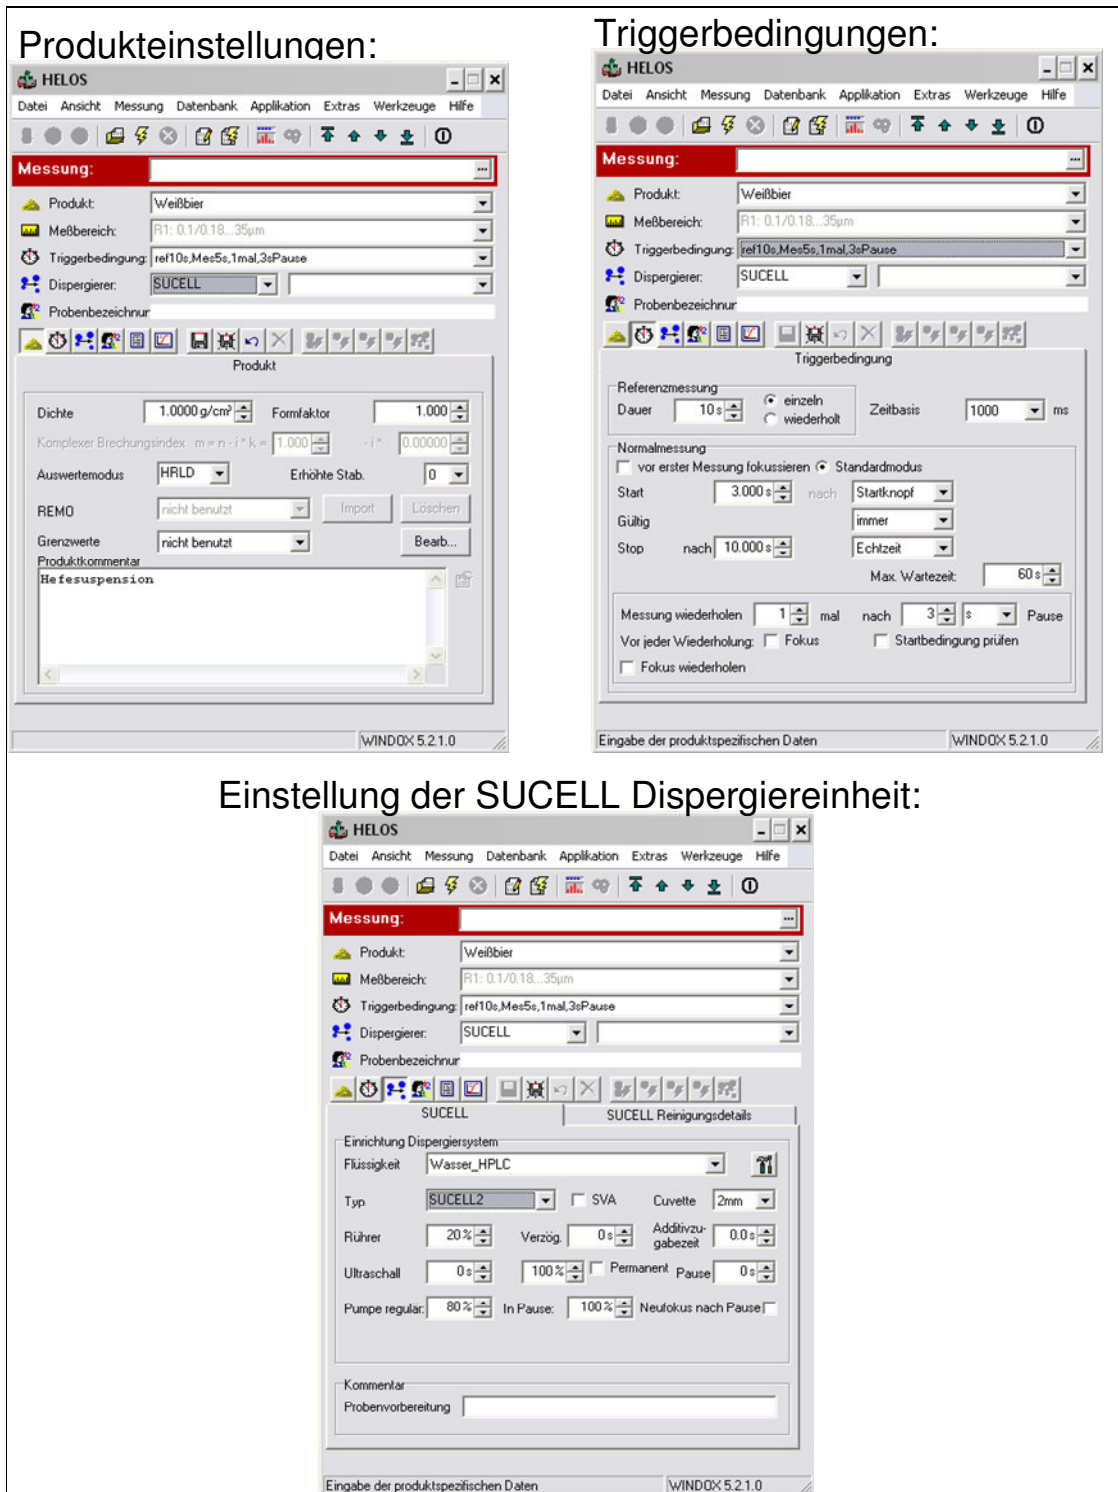 Produkteinstellungen:
HELOS
Datei Ansicht Messung Datenbank Applikation Extras Werkzeuge Hilfe
Messung:
Produkt: Weißbier
Meßbereich: R1: 0.1/0.18...35µm
Triggerbedingung: ref10s,Mes5s,1mal,3sPause
Dispergierer: SUCELL
Probenbezeichnur
Produkt
Dichte 1.0000 g/cm³ Formfaktor 1.000
Komplexer Brechungsindex m = n - i * k = 1.000 - i * 0.00000
Auswertemodus HRLD Erhöhte Stab. 0
REMO nicht benutzt Import Löschen
Grenzwerte nicht benutzt Bearb...
Produktkommentar
Hefesuspension
WINDOX 5.2.1.0
Triggerbedingungen:
HELOS
Datei Ansicht Messung Datenbank Applikation Extras Werkzeuge Hilfe
Messung:
Produkt: Weißbier
Meßbereich: R1: 0.1/0.18...35µm
Triggerbedingung: ref10s,Mes5s,1mal,3sPause
Dispergierer: SUCELL
Probenbezeichnur
Triggerbedingung
Referenzmessung
Dauer 10 s einzeln wiederholt Zeitbasis 1000 ms
Normalmessung
vor erster Messung fokussieren Standardmodus
Start 3.000 s nach Startknopf
Gültig immer
Stop nach 10.000 s Echtzeit
Max. Wartezeit: 60 s
Messung wiederholen 1 mal nach 3 s Pause
Vor jeder Wiederholung: Fokus Startbedingung prüfen
Fokus wiederholen
Eingabe der produktspezifischen Daten WINDOX 5.2.1.0
Einstellung der SUCELL Dispergiereinheit:
HELOS
Datei Ansicht Messung Datenbank Applikation Extras Werkzeuge Hilfe
Messung:
Produkt: Weißbier
Meßbereich: R1: 0.1/0.18...35µm
Triggerbedingung: ref10s,Mes5s,1mal,3sPause
Dispergierer: SUCELL
Probenbezeichnur
SUCELL SUCELL Reinigungsdetails
Einrichtung Dispergiersystem
Flüssigkeit Wasser_HPLC
Typ SUCELL2 SVA Cuvette 2mm
Rührer 20 % Verzög. 0 s Additivzu-
gabezeit 0.0 s
Ultraschall 0 s 100 % Permanent Pause 0 s
Pumpe regulär: 80 % In Pause: 100 % Neufokus nach Pause
Kommentar
Probenvorbereitung
Eingabe der produktspezifischen Daten WINDOX 5.2.1.0